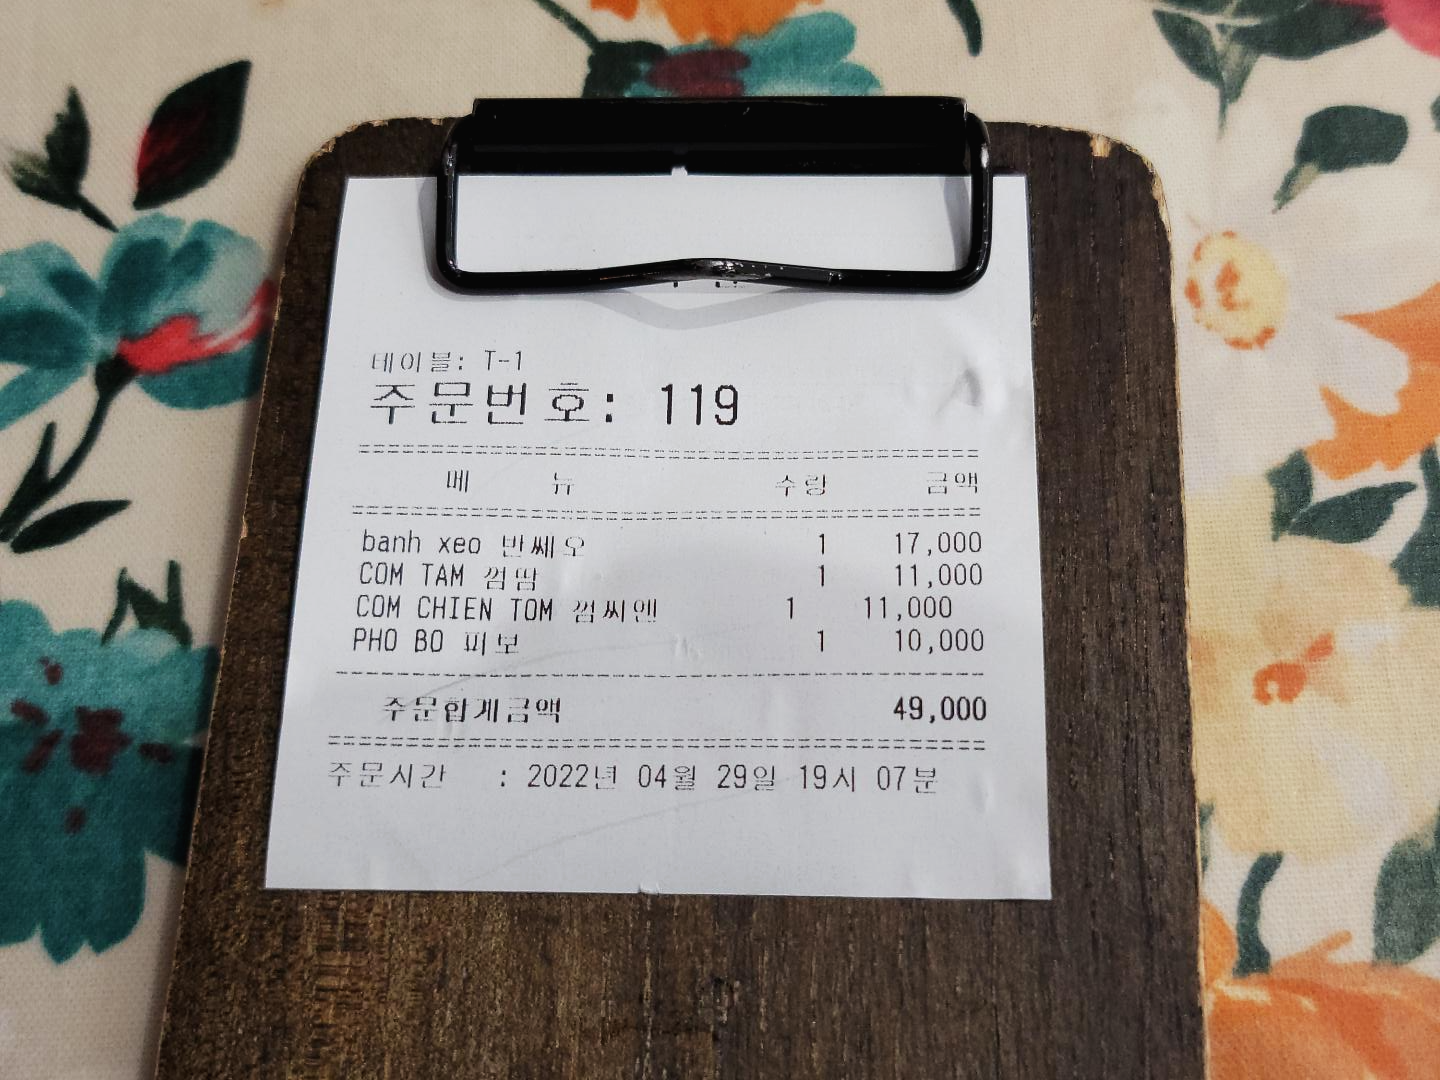 테이블: T-1
주문번호: 119
메 뉴 수량 금액
banh xeo 반쎄오 1 17,000
COM TAM 껌땀 1 11,000
COM CHIEN TOM 껌씨엔 1 11,000
PHO BO 퍼보 1 10,000
주문합계금액 49,000
주문시간 : 2022년 04월 29일 19시 07분